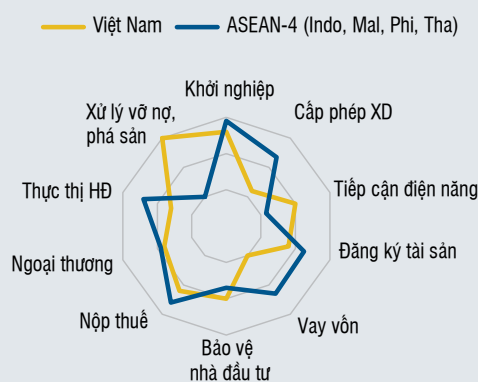 Việt Nam
ASEAN-4 (Indo, Mal, Phi, Tha)
Khởi nghiệp
Cấp phép XD
Tiếp cận điện năng
Đăng ký tài sản
Vay vốn
Bảo vệ
nhà đầu tư
Nộp thuế
Ngoại thương
Thực thị HĐ
Xử lý vỡ nợ,
phá sản